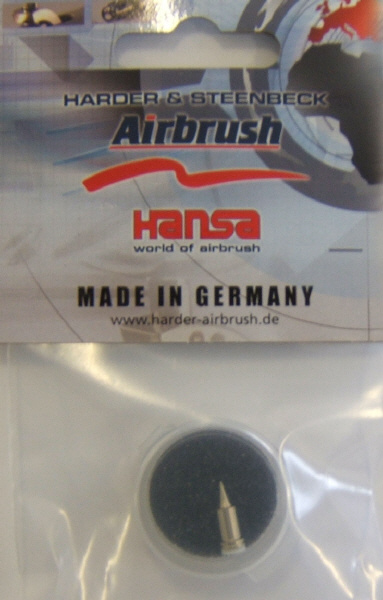 HARDER & STEENBECK
Airbrush
Hansa
world of airbrush
MADE IN GERMANY
www.harder-airbrush.de